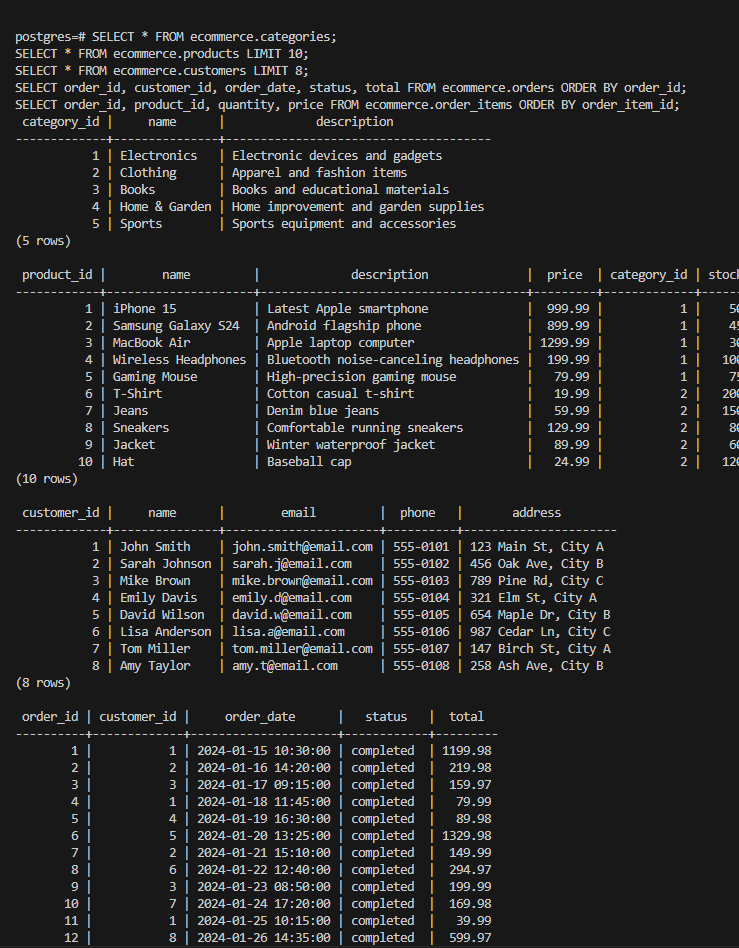 postgres=# SELECT * FROM ecommerce.categories;
SELECT * FROM ecommerce.products LIMIT 10;
SELECT * FROM ecommerce.customers LIMIT 8;
SELECT order_id, customer_id, order_date, status, total FROM ecommerce.orders ORDER BY order_id;
SELECT order_id, product_id, quantity, price FROM ecommerce.order_items ORDER BY order_item_id;
 category_id |     name      |             description
-------------+---------------+--------------------------------------
           1 | Electronics   | Electronic devices and gadgets
           2 | Clothing      | Apparel and fashion items
           3 | Books         | Books and educational materials
           4 | Home & Garden | Home improvement and garden supplies
           5 | Sports        | Sports equipment and accessories
(5 rows)
 product_id |        name         |             description             |  price  | category_id | stoc
------------+---------------------+-------------------------------------+---------+-------------+-----
          1 | iPhone 15           | Latest Apple smartphone             |  999.99 |           1 |
          2 | Samsung Galaxy S24  | Android flagship phone              |  899.99 |           1 |
          3 | MacBook Air         | Apple laptop computer               | 1299.99 |           1 |
          4 | Wireless Headphones | Bluetooth noise-canceling headphones |  199.99 |           1 |
          5 | Gaming Mouse        | High-precision gaming mouse         |   79.99 |           1 |
          6 | T-Shirt             | Cotton casual t-shirt               |   19.99 |           2 |
          7 | Jeans               | Denim blue jeans                    |   59.99 |           2 |
          8 | Sneakers            | Comfortable running sneakers        |  129.99 |           2 |
          9 | Jacket              | Winter waterproof jacket            |   89.99 |           2 |
         10 | Hat                 | Baseball cap                        |   24.99 |           2 |
(10 rows)
 customer_id |     name      |        email         |  phone   |       address
-------------+---------------+----------------------+----------+----------------------
           1 | John Smith    | john.smith@email.com | 555-0101 | 123 Main St, City A
           2 | Sarah Johnson | sarah.j@email.com    | 555-0102 | 456 Oak Ave, City B
           3 | Mike Brown    | mike.brown@email.com | 555-0103 | 789 Pine Rd, City C
           4 | Emily Davis   | emily.d@email.com    | 555-0104 | 321 Elm St, City A
           5 | David Wilson  | david.w@email.com    | 555-0105 | 654 Maple Dr, City B
           6 | Lisa Anderson | lisa.a@email.com     | 555-0106 | 987 Cedar Ln, City C
           7 | Tom Miller    | tom.miller@email.com | 555-0107 | 147 Birch St, City A
           8 | Amy Taylor    | amy.t@email.com      | 555-0108 | 258 Ash Ave, City B
(8 rows)
 order_id | customer_id |     order_date      |   status   |  total
----------+-------------+---------------------+------------+---------
        1 |           1 | 2024-01-15 10:30:00 | completed  | 1199.98
        2 |           2 | 2024-01-16 14:20:00 | completed  |  219.98
        3 |           3 | 2024-01-17 09:15:00 | completed  |  159.97
        4 |           1 | 2024-01-18 11:45:00 | completed  |   79.99
        5 |           4 | 2024-01-19 16:30:00 | completed  |   89.98
        6 |           5 | 2024-01-20 13:25:00 | completed  | 1329.98
        7 |           2 | 2024-01-21 15:10:00 | completed  |  149.99
        8 |           6 | 2024-01-22 12:40:00 | completed  |  294.97
        9 |           3 | 2024-01-23 08:50:00 | completed  |  199.99
       10 |           7 | 2024-01-24 17:20:00 | completed  |  169.98
       11 |           1 | 2024-01-25 10:15:00 | completed  |   39.99
       12 |           8 | 2024-01-26 14:35:00 | completed  |  599.97